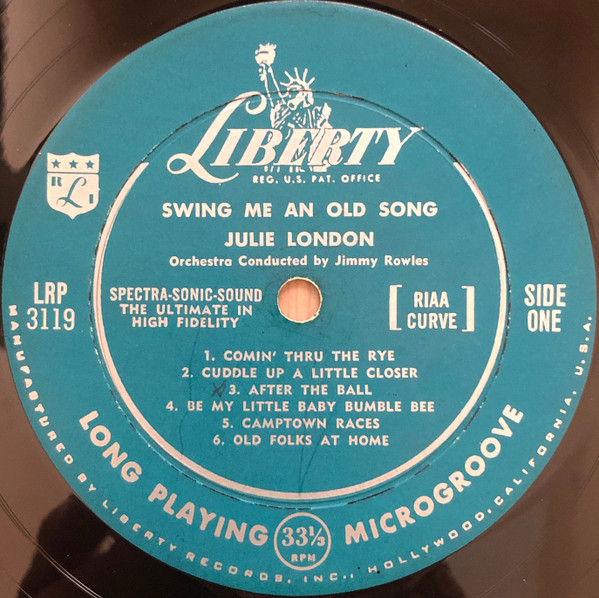 LIBERTY
REG. U.S. PAT. OFFICE
R L I
SWING ME AN OLD SONG
JULIE LONDON
Orchestra Conducted by Jimmy Rowles
LRP
3119
SPECTRA-SONIC-SOUND
THE ULTIMATE IN
HIGH FIDELITY
[ RIAA
CURVE ]
SIDE
ONE
1. COMIN' THRU THE RYE
2. CUDDLE UP A LITTLE CLOSER
3. AFTER THE BALL
4. BE MY LITTLE BABY BUMBLE BEE
5. CAMPTOWN RACES
6. OLD FOLKS AT HOME
LONG PLAYING 33⅓ RPM MICROGROOVE
MANUFACTURED BY LIBERTY RECORDS, INC., HOLLYWOOD, CALIFORNIA, U.S.A.